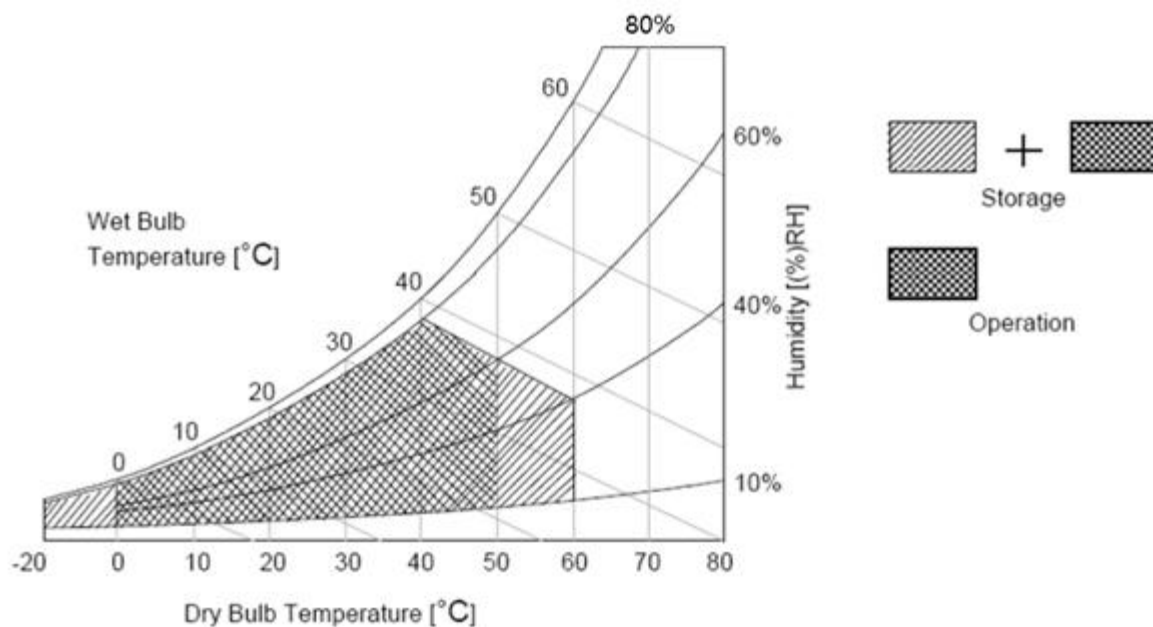 80%
60
60%
50
Wet Bulb
Temperature [°C]
Storage
40
40%
Humidity [(%)RH]
30
Operation
20
10
0
10%
-20 0 10 20 30 40 50 60 70 80
Dry Bulb Temperature [°C]